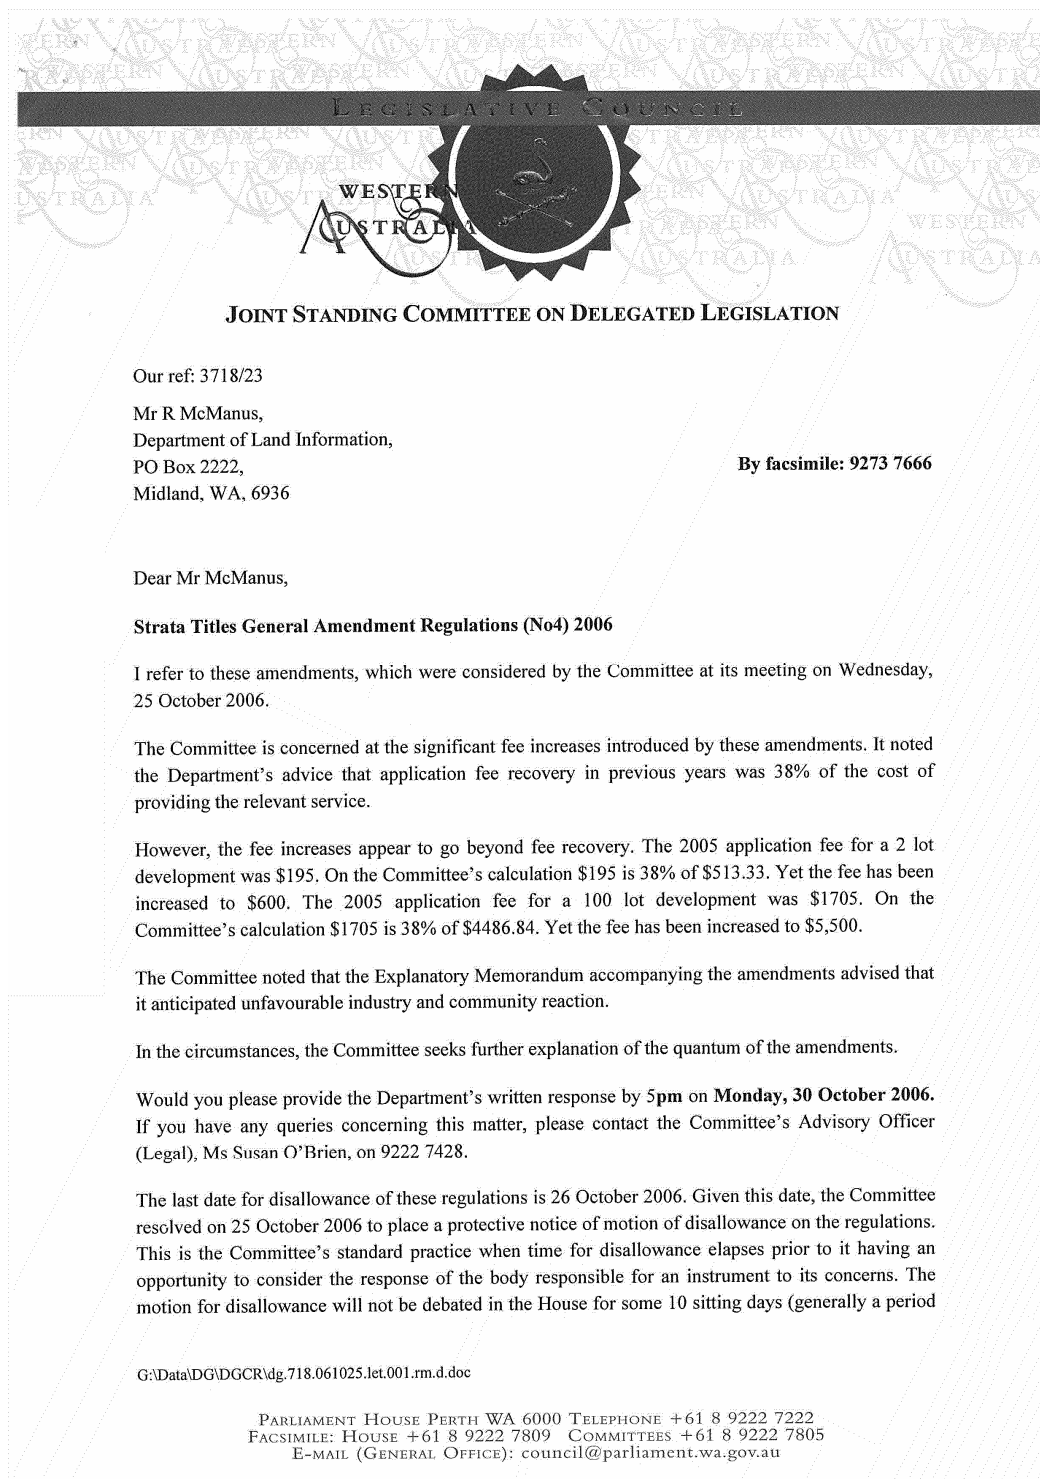 LEGISLATIVE COUNCIL
WESTERN
AUSTRALIA
JOINT STANDING COMMITTEE ON DELEGATED LEGISLATION
Our ref: 3718/23
Mr R McManus,
Department of Land Information,
PO Box 2222,
By facsimile: 9273 7666
Midland, WA, 6936
Dear Mr McManus,
Strata Titles General Amendment Regulations (No4) 2006
I refer to these amendments, which were considered by the Committee at its meeting on Wednesday,
25 October 2006.
The Committee is concerned at the significant fee increases introduced by these amendments. It noted
the Department's advice that application fee recovery in previous years was 38% of the cost of
providing the relevant service.
However, the fee increases appear to go beyond fee recovery. The 2005 application fee for a 2 lot
development was $195. On the Committee's calculation $195 is 38% of $513.33. Yet the fee has been
increased to $600. The 2005 application fee for a 100 lot development was $1705. On the
Committee's calculation $1705 is 38% of $4486.84. Yet the fee has been increased to $5,500.
The Committee noted that the Explanatory Memorandum accompanying the amendments advised that
it anticipated unfavourable industry and community reaction.
In the circumstances, the Committee seeks further explanation of the quantum of the amendments.
Would you please provide the Department's written response by 5pm on Monday, 30 October 2006.
If you have any queries concerning this matter, please contact the Committee's Advisory Officer
(Legal), Ms Susan O'Brien, on 9222 7428.
The last date for disallowance of these regulations is 26 October 2006. Given this date, the Committee
resolved on 25 October 2006 to place a protective notice of motion of disallowance on the regulations.
This is the Committee's standard practice when time for disallowance elapses prior to it having an
opportunity to consider the response of the body responsible for an instrument to its concerns. The
motion for disallowance will not be debated in the House for some 10 sitting days (generally a period
G:\Data\DG\DGCR\dg.718.061025.let.001.rm.d.doc
PARLIAMENT HOUSE PERTH WA 6000 TELEPHONE +61 8 9222 7222
FACSIMILE: HOUSE +61 8 9222 7809 COMMITTEES +61 8 9222 7805
E-MAIL (GENERAL OFFICE): council@parliament.wa.gov.au